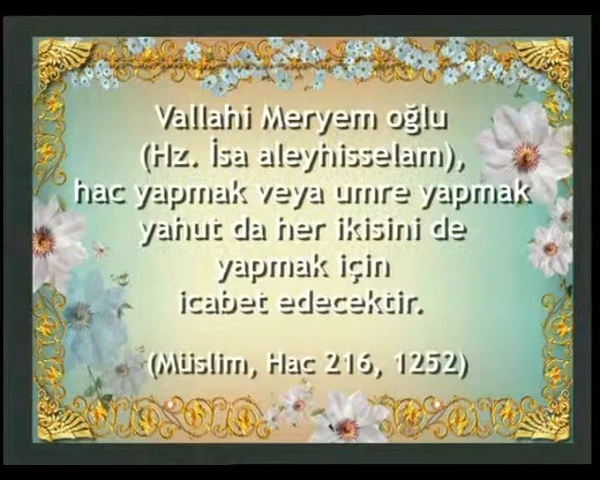 Vallahi Meryem oğlu
(Hz. İsa aleyhisselam),
hac yapmak veya umre yapmak
yahut da her ikisini de
yapmak için
icabet edecektir.
(Müslim, Hac 216, 1252)